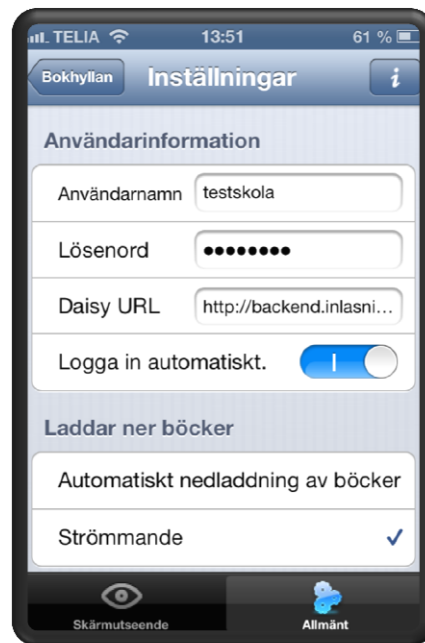 TELIA 13:51 61 %
Bokhyllan Inställningar i
Användarinformation
Användarnamn testskola
Lösenord ••••••••
Daisy URL http://backend.inlasni...
Logga in automatiskt.
Laddar ner böcker
Automatiskt nedladdning av böcker
Strömmande
Skärmutseende Allmänt